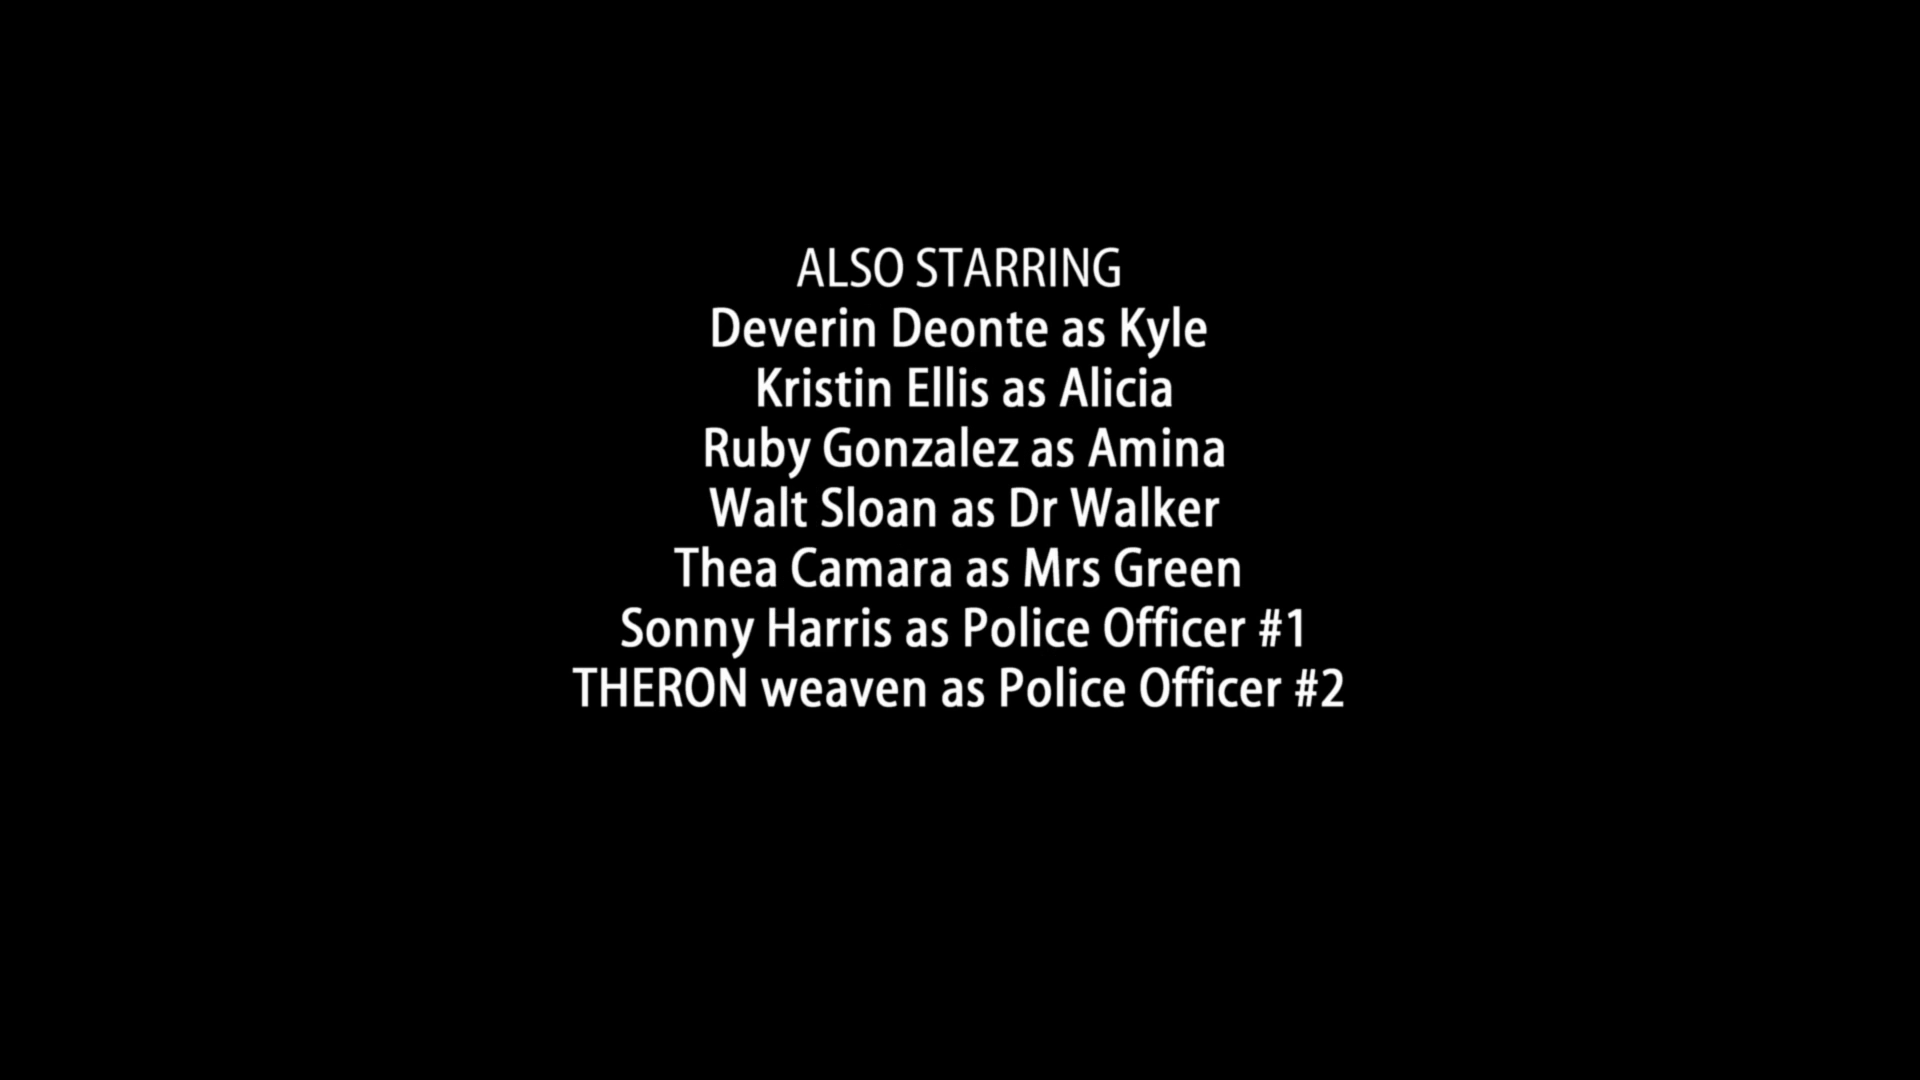 ALSO STARRING
Deverin Deonte as Kyle
Kristin Ellis as Alicia
Ruby Gonzalez as Amina
Walt Sloan as Dr Walker
Thea Camara as Mrs Green
Sonny Harris as Police Officer #1
THERON weaven as Police Officer #2